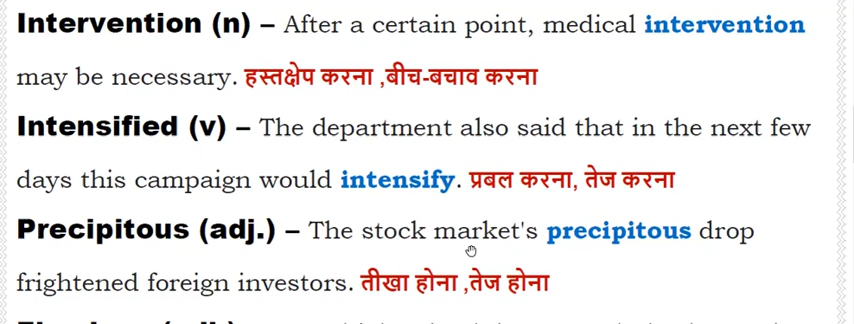 Intervention (n) – After a certain point, medical intervention
may be necessary. हस्तक्षेप करना ,बीच-बचाव करना
Intensified (v) – The department also said that in the next few
days this campaign would intensify. प्रबल करना, तेज करना
Precipitous (adj.) – The stock market's precipitous drop
frightened foreign investors. तीखा होना ,तेज होना